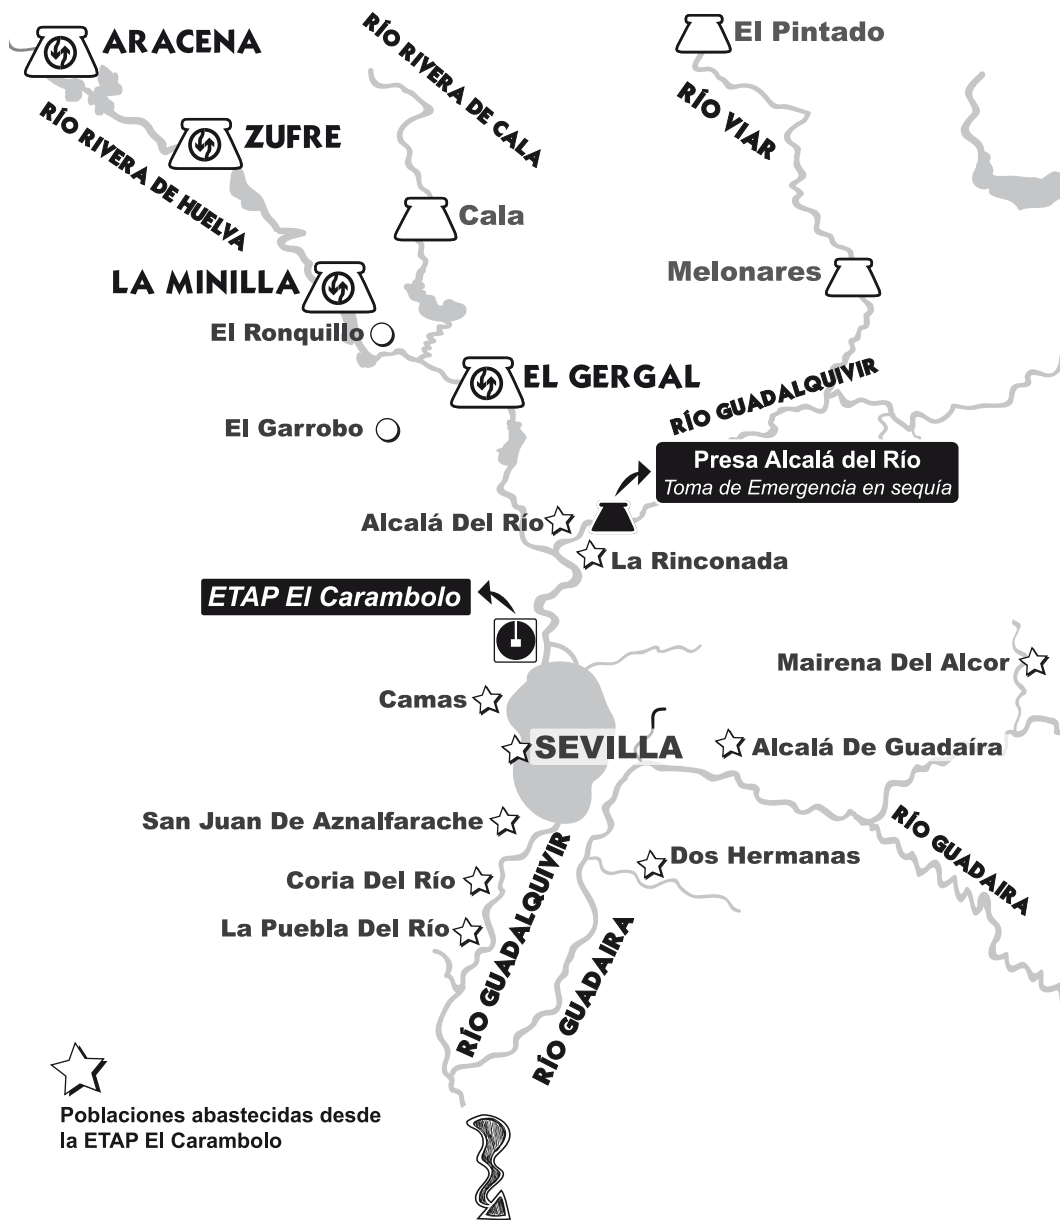 ARACENA
RÍO RIVERA DE CALA
El Pintado
RÍO VIAR
RÍO RIVERA DE HUELVA
ZUFRE
Cala
LA MINILLA
Melonares
El Ronquillo
EL GERGAL
RÍO GUADALQUIVIR
El Garrobo
Presa Alcalá del Río
Toma de Emergencia en sequía
Alcalá Del Río
La Rinconada
ETAP El Carambolo
Mairena Del Alcor
Camas
SEVILLA
Alcalá De Guadaíra
San Juan De Aznalfarache
RÍO GUADAIRA
Dos Hermanas
Coria Del Río
La Puebla Del Río
RÍO GUADALQUIVIR
RÍO GUADAIRA
Poblaciones abastecidas desde
la ETAP El Carambolo